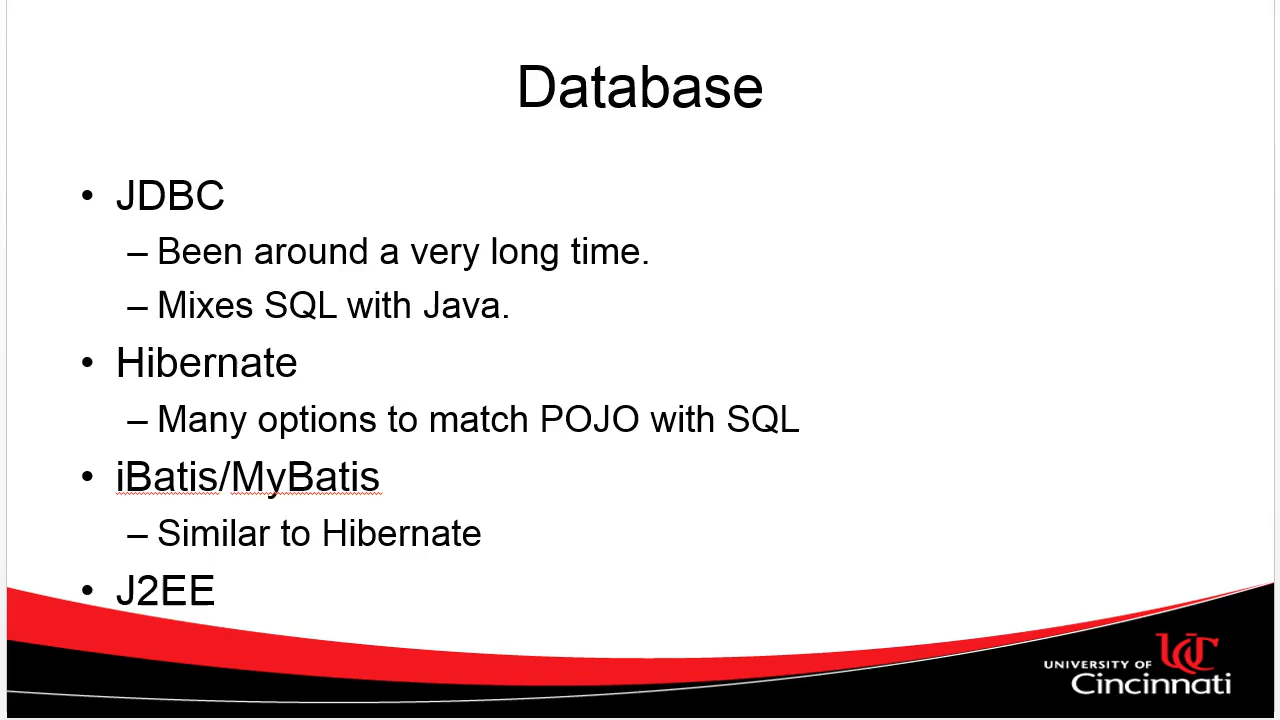 Database
• JDBC
– Been around a very long time.
– Mixes SQL with Java.
• Hibernate
– Many options to match POJO with SQL
• iBatis/MyBatis
– Similar to Hibernate
• J2EE
UC
UNIVERSITY OF
Cincinnati